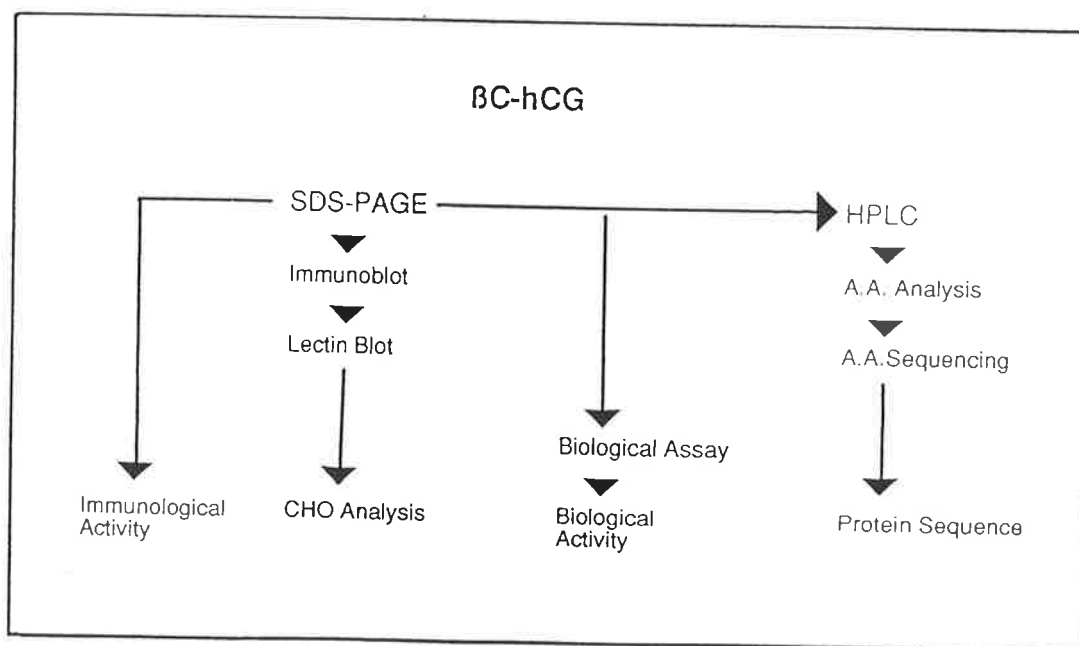 βC-hCG
SDS-PAGE
HPLC
Immunoblot
A.A. Analysis
Lectin Blot
A.A.Sequencing
Biological Assay
Immunological
Activity
CHO Analysis
Biological
Activity
Protein Sequence